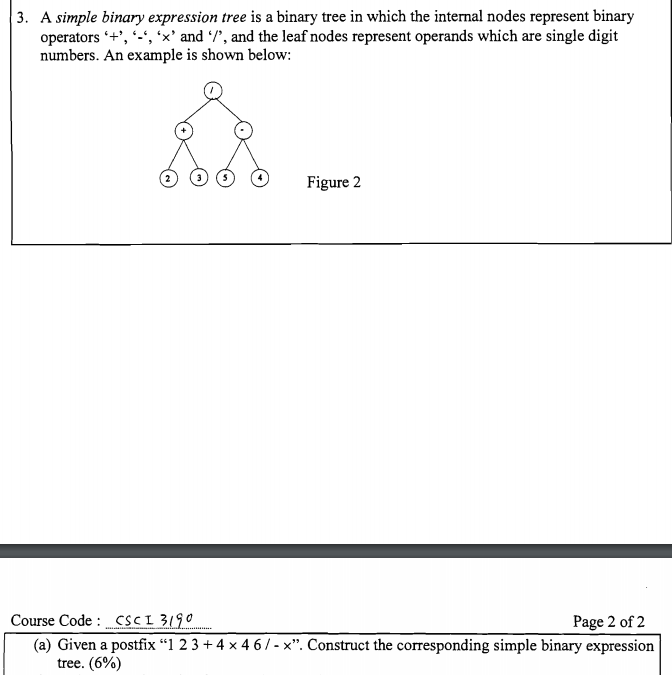 3. A simple binary expression tree is a binary tree in which the internal nodes represent binary
operators ‘+’, ‘-‘, ‘×’ and ‘/’, and the leaf nodes represent operands which are single digit
numbers. An example is shown below:
/
+ -
2 3 5 4
Figure 2
Course Code : CSCI 3190
Page 2 of 2
(a) Given a postfix “1 2 3 + 4 × 4 6 / - ×”. Construct the corresponding simple binary expression
tree. (6%)